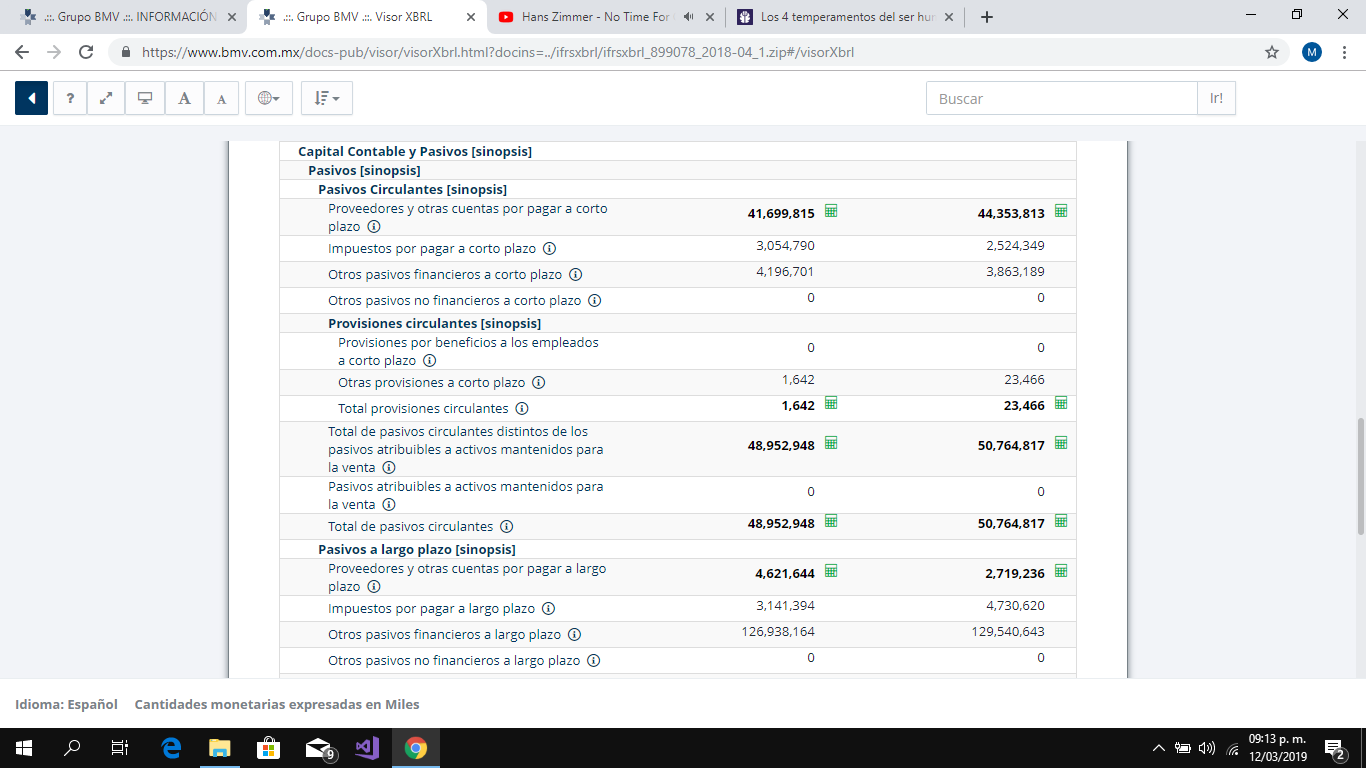 .::. Grupo BMV .::. INFORMACIÓN
.::. Grupo BMV .::. Visor XBRL
Hans Zimmer - No Time For
Los 4 temperamentos del ser hu
https://www.bmv.com.mx/docs-pub/visor/visorXbrl.html?docins=../ifrsxbrl/ifrsxbrl_899078_2018-04_1.zip#/visorXbrl
M
? A A Buscar Ir!
Capital Contable y Pasivos [sinopsis]
Pasivos [sinopsis]
Pasivos Circulantes [sinopsis]
Proveedores y otras cuentas por pagar a corto
plazo 41,699,815 44,353,813
Impuestos por pagar a corto plazo 3,054,790 2,524,349
Otros pasivos financieros a corto plazo 4,196,701 3,863,189
Otros pasivos no financieros a corto plazo 0 0
Provisiones circulantes [sinopsis]
Provisiones por beneficios a los empleados
a corto plazo 0 0
Otras provisiones a corto plazo 1,642 23,466
Total provisiones circulantes 1,642 23,466
Total de pasivos circulantes distintos de los
pasivos atribuibles a activos mantenidos para 48,952,948 50,764,817
la venta
Pasivos atribuibles a activos mantenidos para
la venta 0 0
Total de pasivos circulantes 48,952,948 50,764,817
Pasivos a largo plazo [sinopsis]
Proveedores y otras cuentas por pagar a largo
plazo 4,621,644 2,719,236
Impuestos por pagar a largo plazo 3,141,394 4,730,620
Otros pasivos financieros a largo plazo 126,938,164 129,540,643
Otros pasivos no financieros a largo plazo 0 0
Idioma: Español Cantidades monetarias expresadas en Miles
9
09:13 p. m.
12/03/2019
2